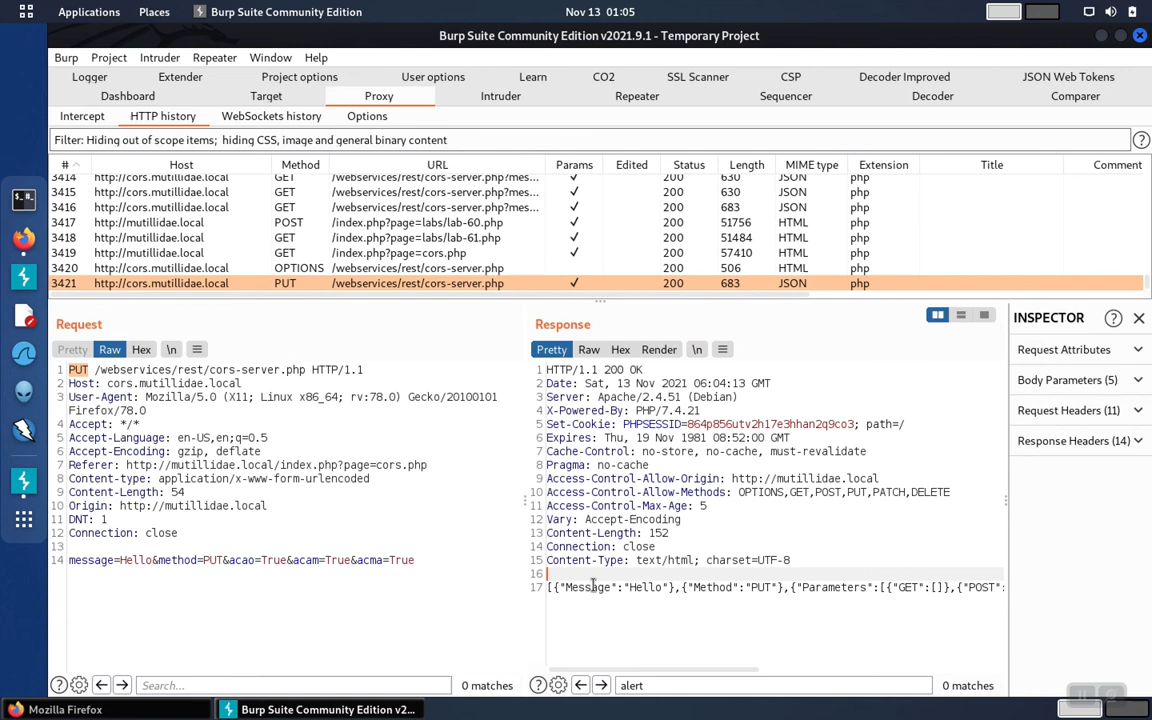 Applications Places Burp Suite Community Edition Nov 13 01:05
Burp Suite Community Edition v2021.9.1 - Temporary Project
Burp Project Intruder Repeater Window Help
Logger Extender Project options User options Learn CO2 SSL Scanner CSP Decoder Improved JSON Web Tokens
Dashboard Target Proxy Intruder Repeater Sequencer Decoder Comparer
Intercept HTTP history WebSockets history Options
Filter: Hiding out of scope items; hiding CSS, image and general binary content
# Host Method URL Params Edited Status Length MIME type Extension Title Comment
3414 http://cors.mutillidae.local GET /webservices/rest/cors-server.php?mes... ✓ 200 630 JSON php
3415 http://cors.mutillidae.local GET /webservices/rest/cors-server.php?mes... ✓ 200 630 JSON php
3416 http://cors.mutillidae.local GET /webservices/rest/cors-server.php?mes... ✓ 200 683 JSON php
3417 http://cors.mutillidae.local POST /index.php?page=labs/lab-60.php ✓ 200 51756 HTML php
3418 http://cors.mutillidae.local GET /index.php?page=labs/lab-61.php ✓ 200 51484 HTML php
3419 http://cors.mutillidae.local GET /index.php?page=cors.php ✓ 200 57410 HTML php
3420 http://cors.mutillidae.local OPTIONS /webservices/rest/cors-server.php 200 506 HTML php
3421 http://cors.mutillidae.local PUT /webservices/rest/cors-server.php ✓ 200 683 JSON php
Request
Pretty Raw Hex \n
1 PUT /webservices/rest/cors-server.php HTTP/1.1
2 Host: cors.mutillidae.local
3 User-Agent: Mozilla/5.0 (X11; Linux x86_64; rv:78.0) Gecko/20100101
Firefox/78.0
4 Accept: */*
5 Accept-Language: en-US,en;q=0.5
6 Accept-Encoding: gzip, deflate
7 Referer: http://mutillidae.local/index.php?page=cors.php
8 Content-type: application/x-www-form-urlencoded
9 Content-Length: 54
10 Origin: http://mutillidae.local
11 DNT: 1
12 Connection: close
13
14 message=Hello&method=PUT&acao=True&acam=True&acma=True
Search... 0 matches
Response
Pretty Raw Hex Render \n
1 HTTP/1.1 200 OK
2 Date: Sat, 13 Nov 2021 06:04:13 GMT
3 Server: Apache/2.4.51 (Debian)
4 X-Powered-By: PHP/7.4.21
5 Set-Cookie: PHPSESSID=864p856utv2h17e3hhan2q9co3; path=/
6 Expires: Thu, 19 Nov 1981 08:52:00 GMT
7 Cache-Control: no-store, no-cache, must-revalidate
8 Pragma: no-cache
9 Access-Control-Allow-Origin: http://mutillidae.local
10 Access-Control-Allow-Methods: OPTIONS,GET,POST,PUT,PATCH,DELETE
11 Access-Control-Max-Age: 5
12 Vary: Accept-Encoding
13 Content-Length: 152
14 Connection: close
15 Content-Type: text/html; charset=UTF-8
16
17 [{"Message":"Hello"},{"Method":"PUT"},{"Parameters":[{"GET":[]},{"POST":
alert 0 matches
INSPECTOR
Request Attributes
Body Parameters (5)
Request Headers (11)
Response Headers (14)
Mozilla Firefox Burp Suite Community Edition v2...